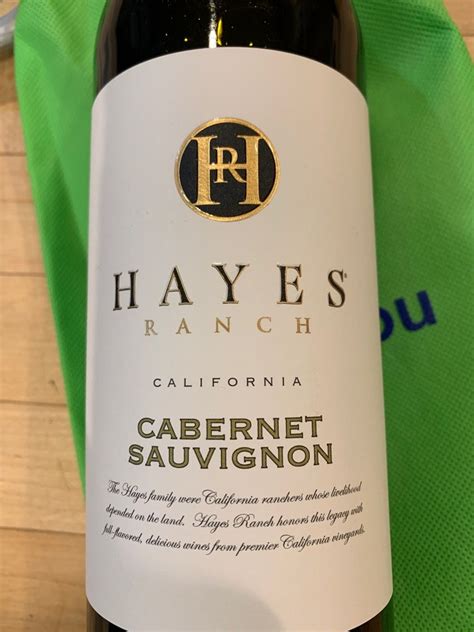 HR
HAYES®
RANCH
CALIFORNIA
CABERNET
SAUVIGNON
The Hayes family were California ranchers whose livelihood
depended on the land. Hayes Ranch honors this legacy with
full-flavored, delicious wines from premier California vineyards.
ou